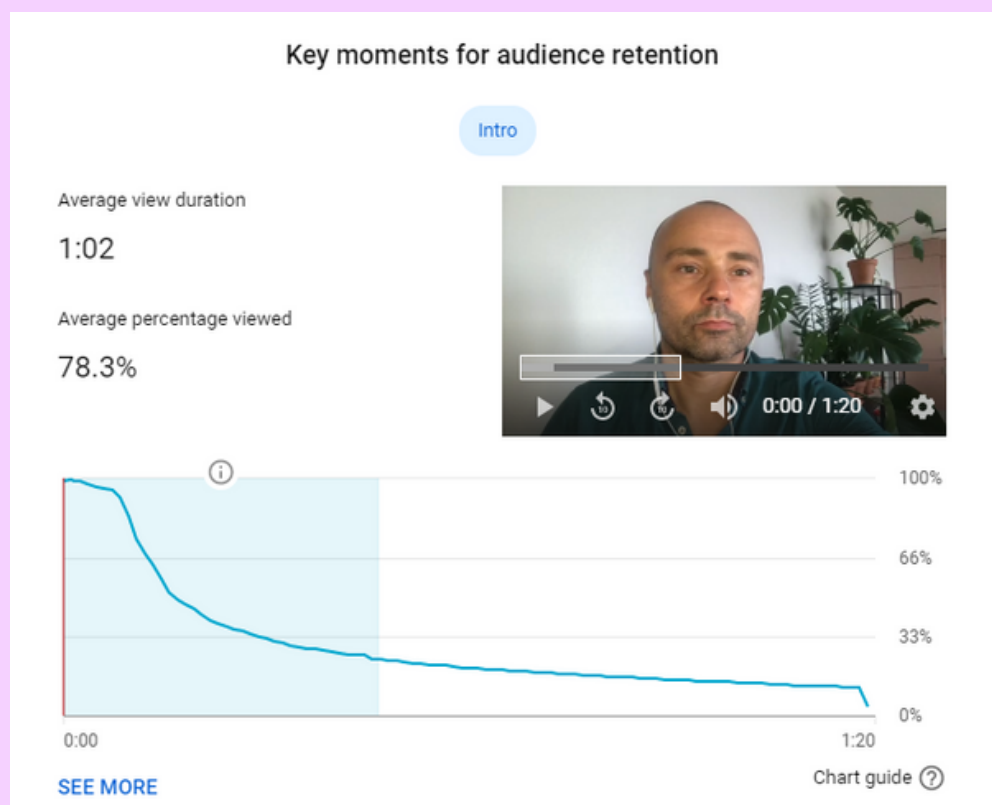 Key moments for audience retention
Intro
Average view duration
1:02
Average percentage viewed
78.3%
0:00 / 1:20
100%
66%
33%
0%
0:00
1:20
SEE MORE
Chart guide